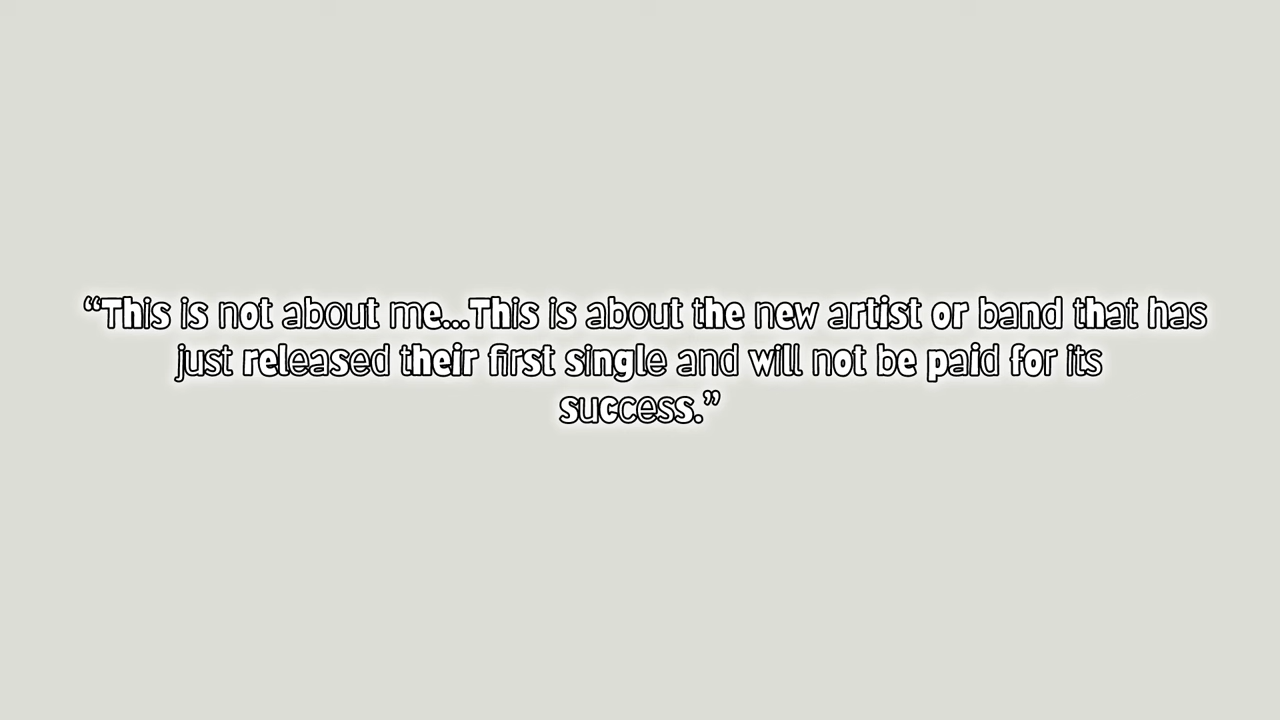 “This is not about me...This is about the new artist or band that has
just released their first single and will not be paid for its
success.”